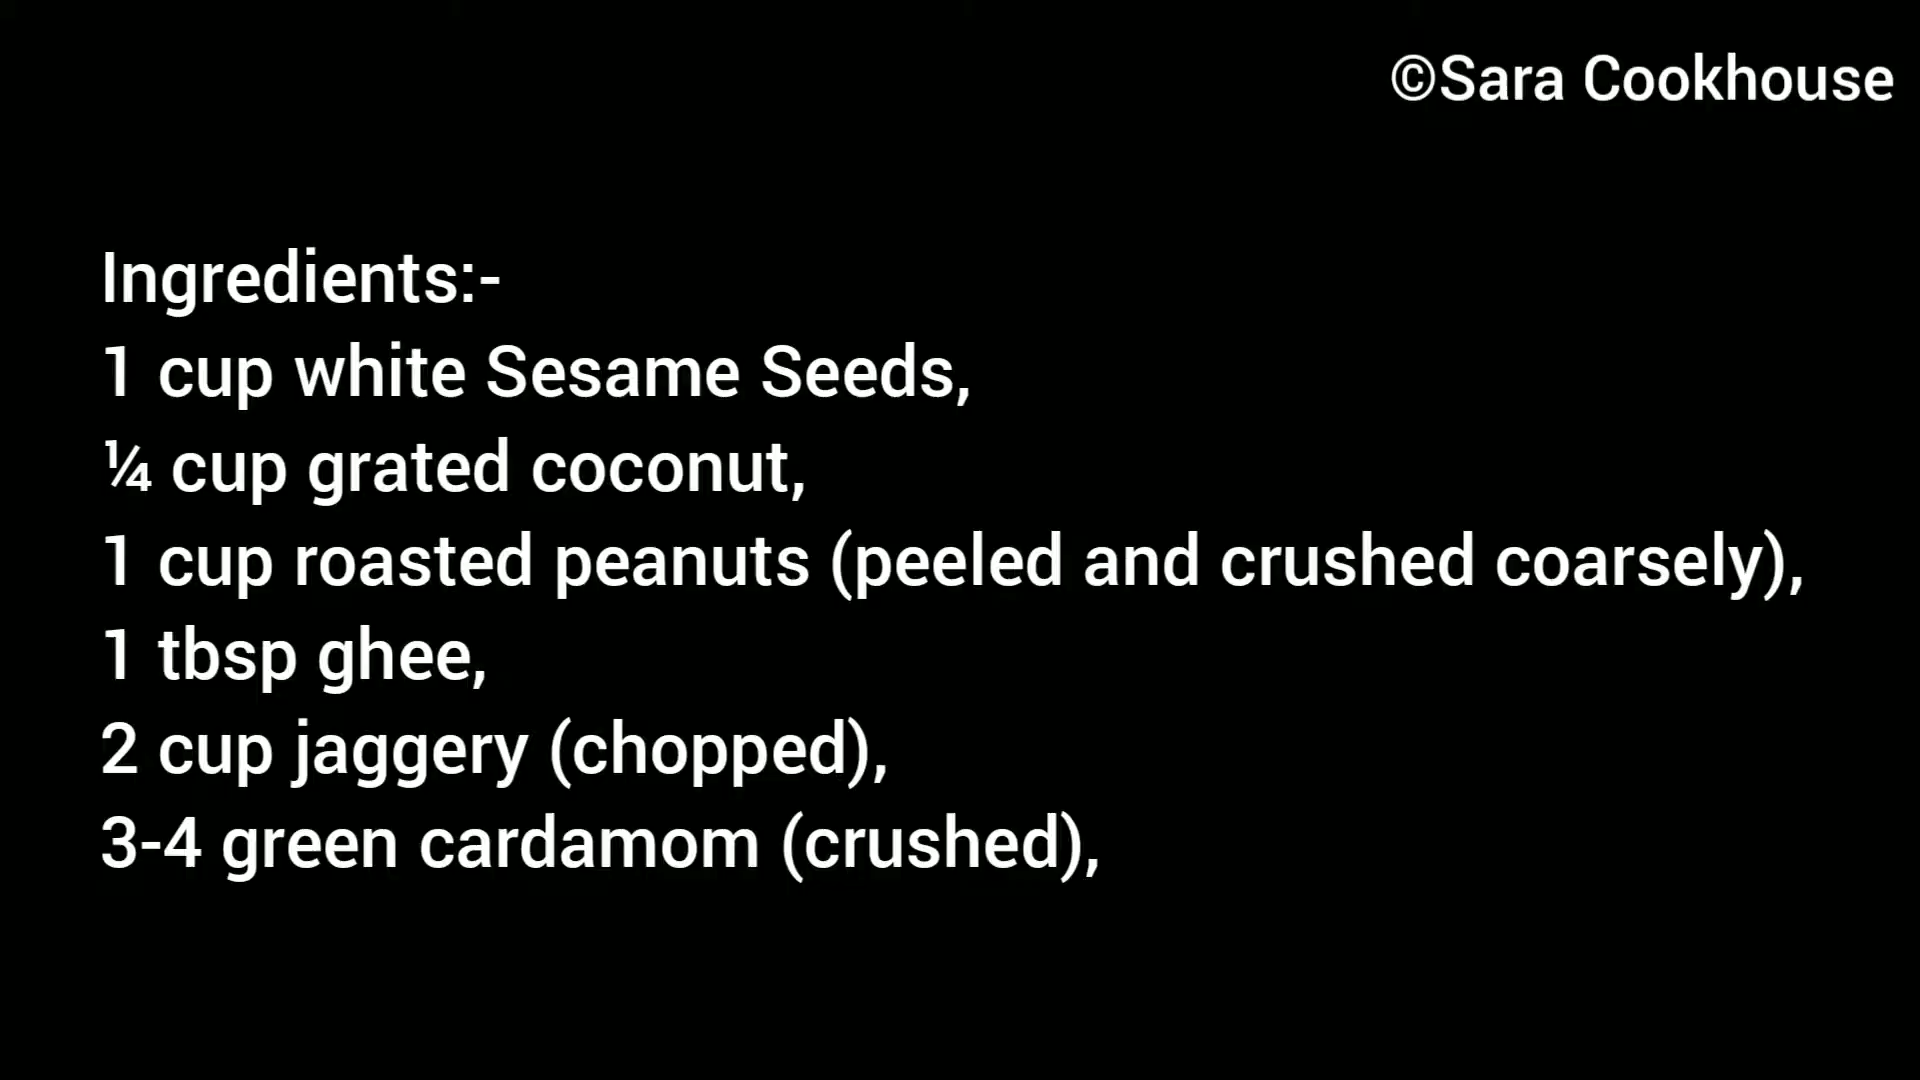 ©Sara Cookhouse
Ingredients:-
1 cup white Sesame Seeds,
¼ cup grated coconut,
1 cup roasted peanuts (peeled and crushed coarsely),
1 tbsp ghee,
2 cup jaggery (chopped),
3-4 green cardamom (crushed),